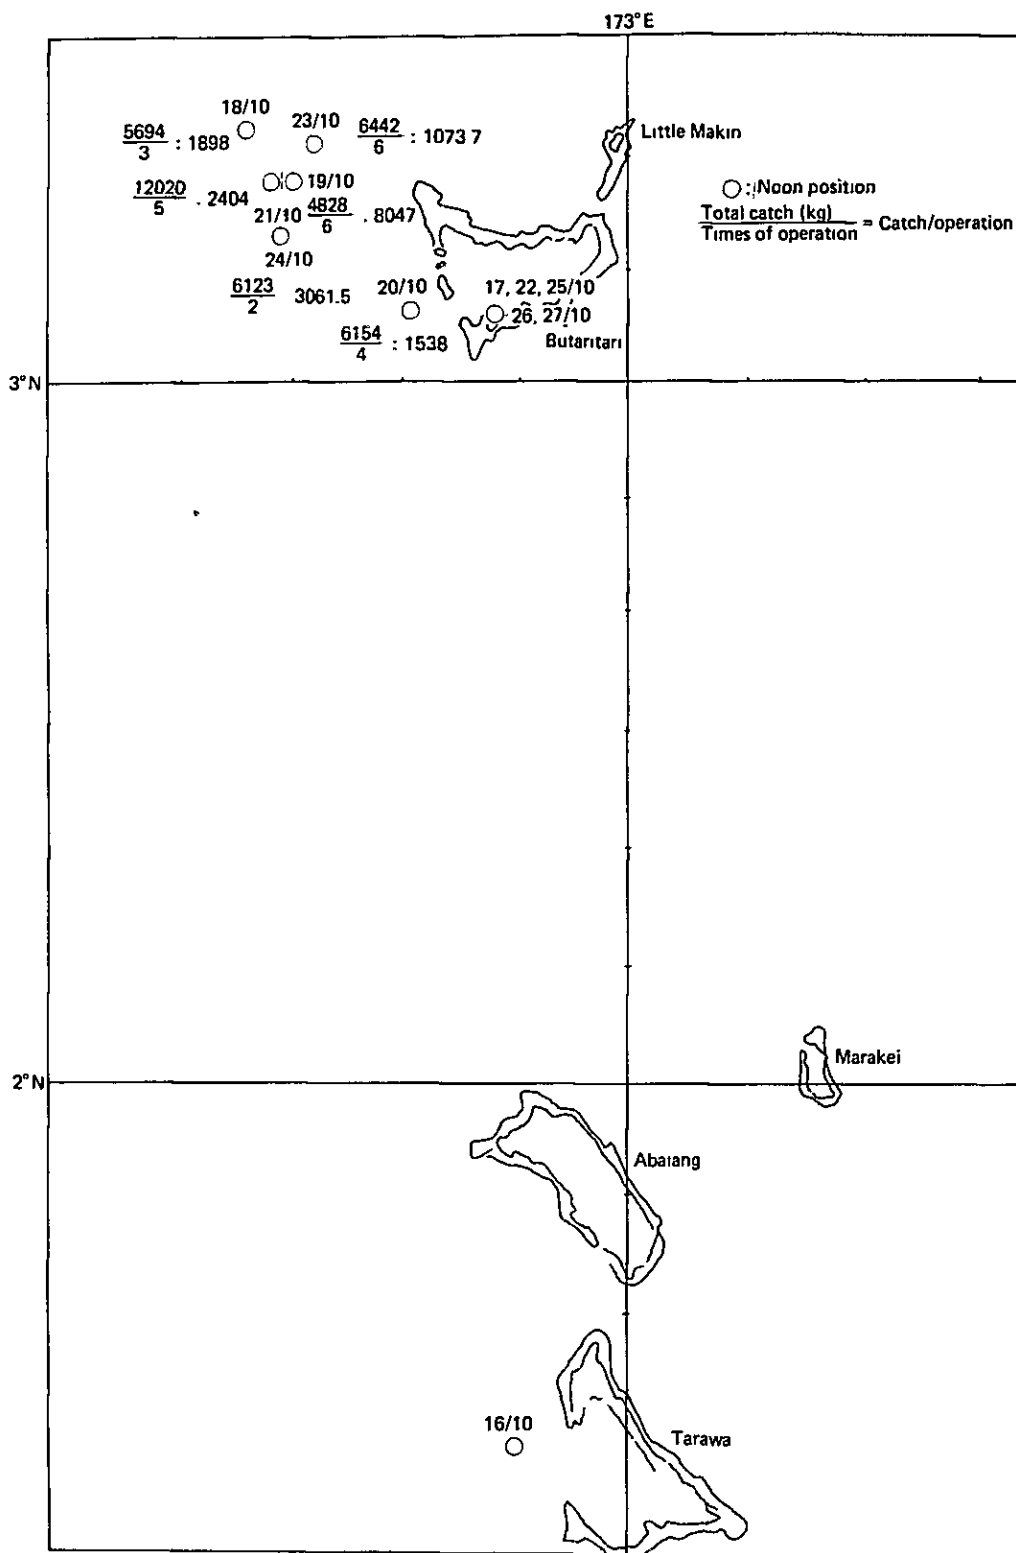 173°E
18/10
23/10
5694
3 : 1898
6442
6 : 1073 7
Little Makin
12020
5 . 2404
19/10
21/10
4828
6 . 8047
24/10
○ : Noon position
Total catch (kg)
Times of operation = Catch/operation
6123
2 3061.5
20/10
17, 22, 25/10
26, 27/10
6154
4 : 1538
Butaritari
3°N
2°N
Marakei
Abaiang
16/10
Tarawa